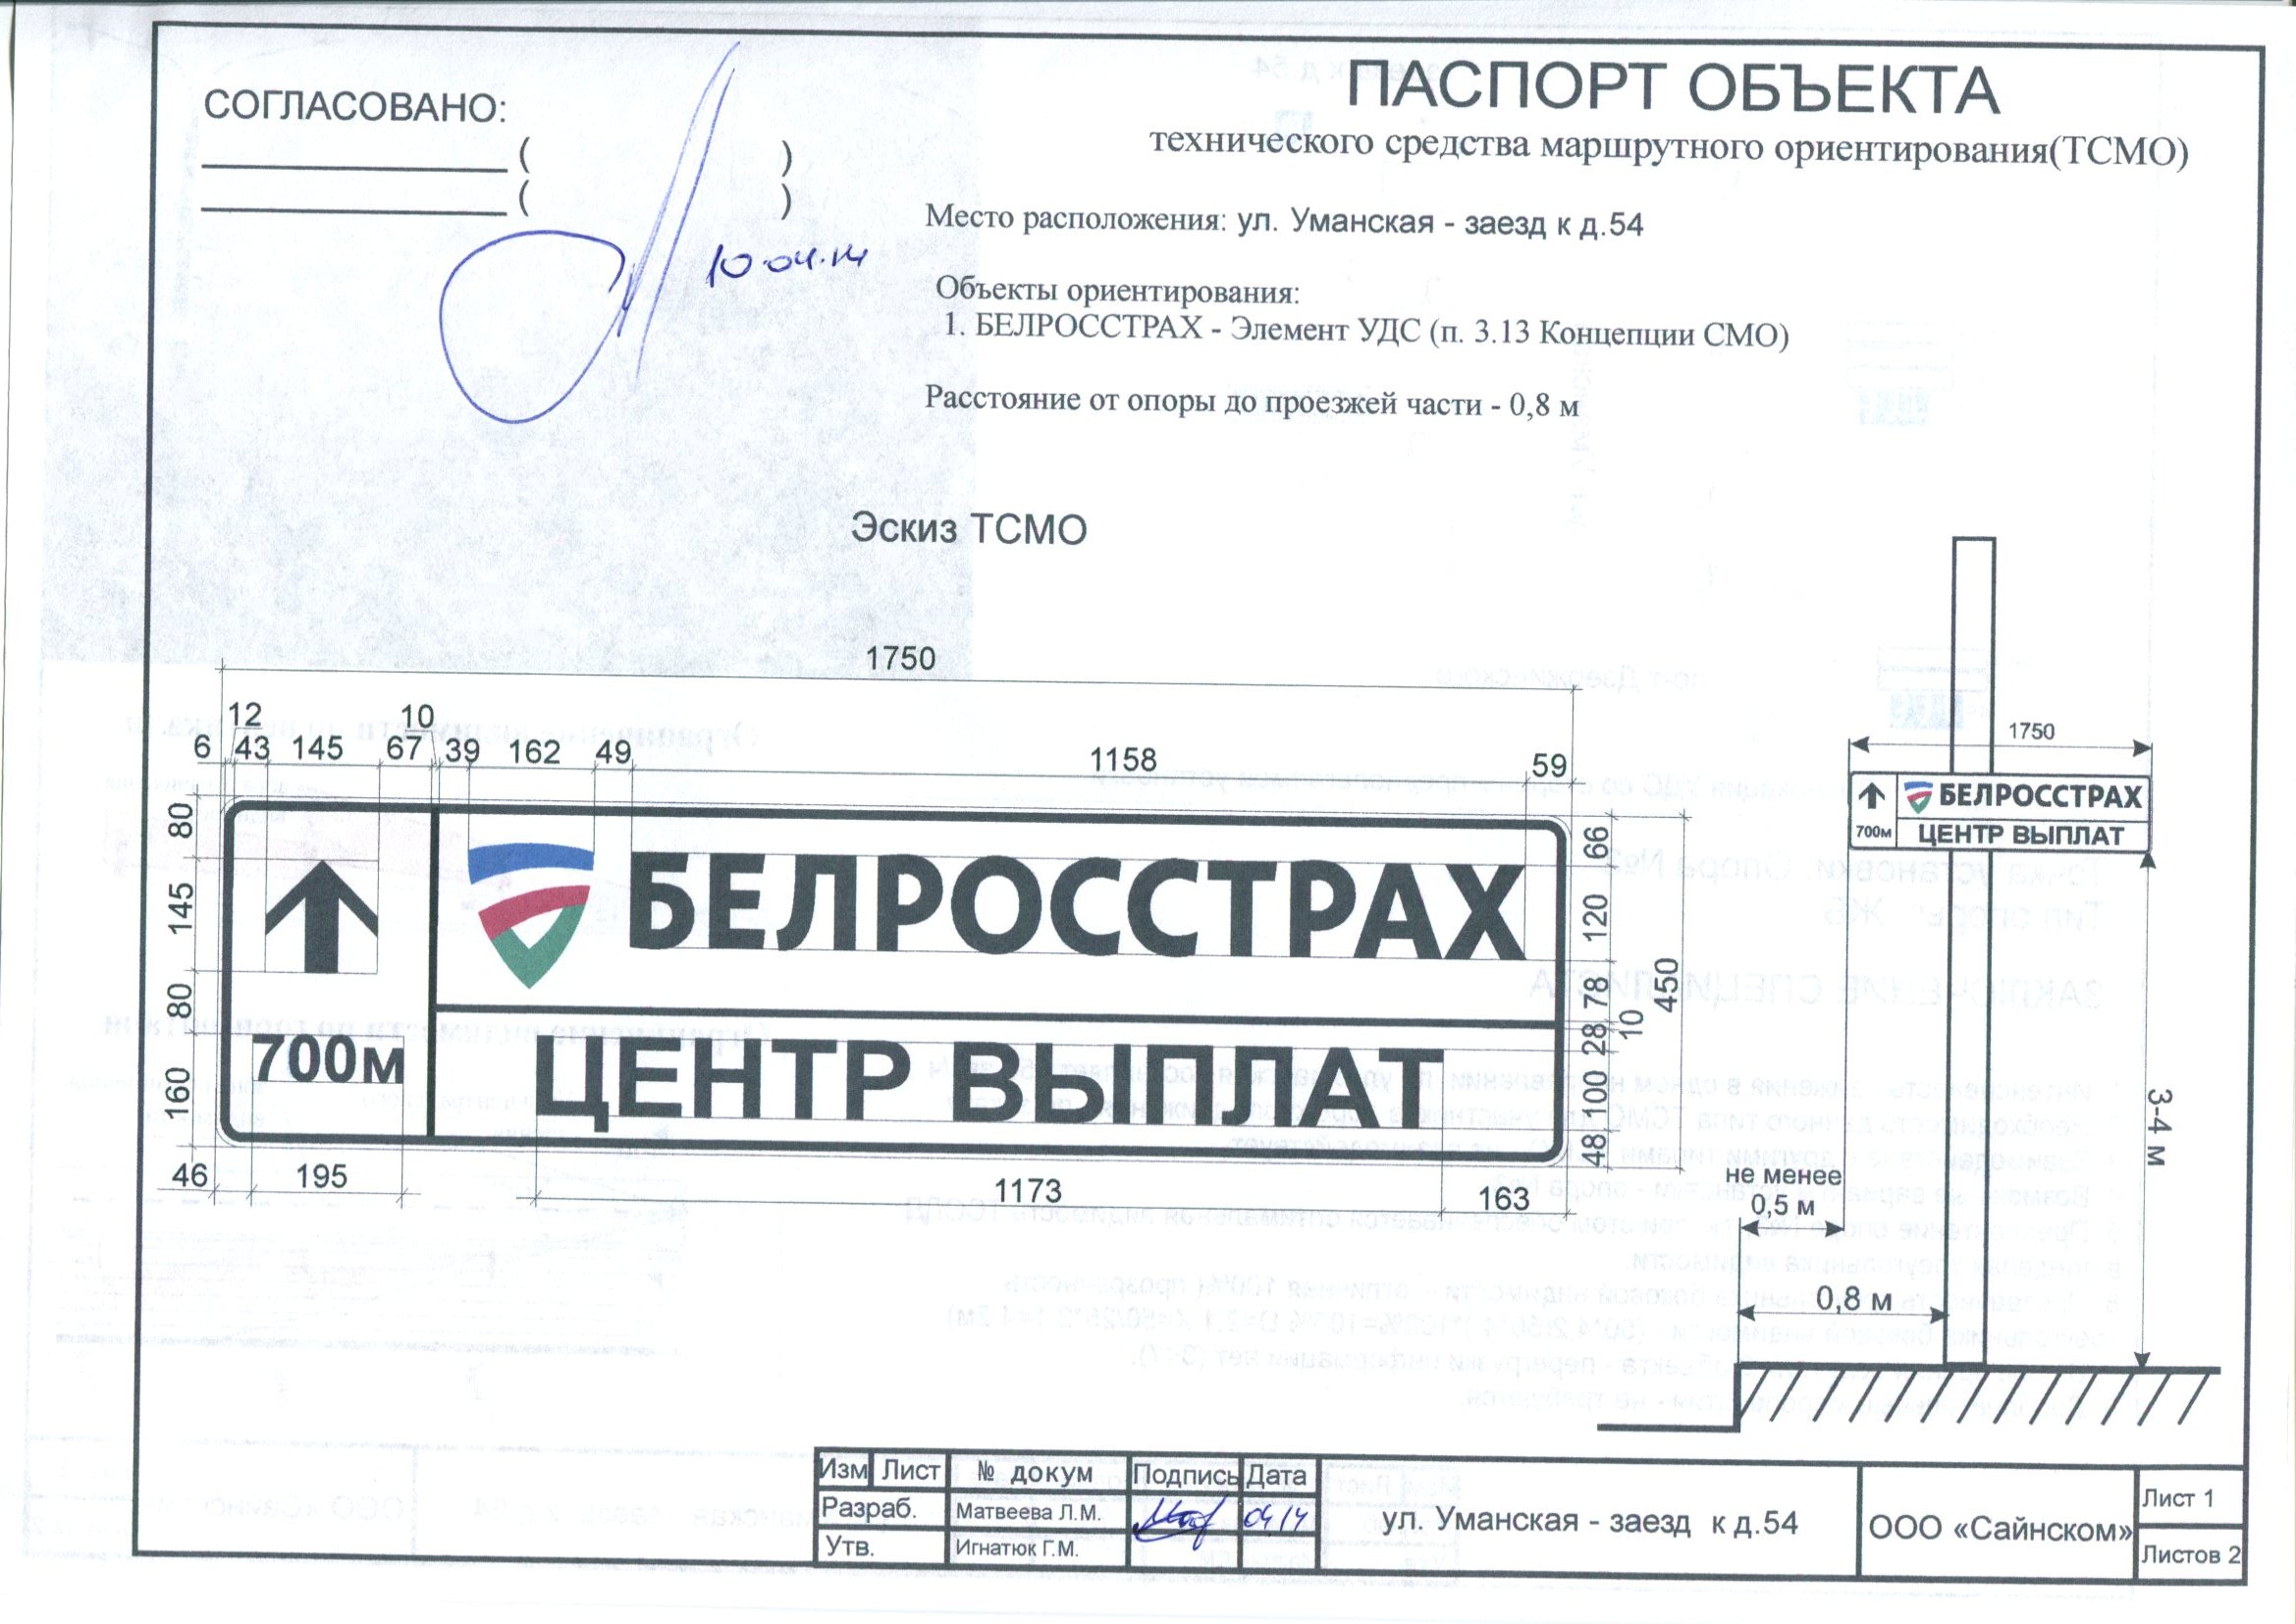 СОГЛАСОВАНО:
( )
( )
10.04.14
ПАСПОРТ ОБЪЕКТА
технического средства маршрутного ориентирования(ТСМО)
Место расположения: ул. Уманская - заезд к д.54
Объекты ориентирования:
1. БЕЛРОССТРАХ - Элемент УДС (п. 3.13 Концепции СМО)
Расстояние от опоры до проезжей части - 0,8 м
Эскиз ТСМО
1750
12 10
6 43 145 67 39 162 49 1158 59
80
145
80
160
БЕЛРОССТРАХ
700м
ЦЕНТР ВЫПЛАТ
66
120
78
10
28
100
48
450
46 195 1173 163
1750
БЕЛРОССТРАХ
700м ЦЕНТР ВЫПЛАТ
3-4 м
не менее
0,5 м
0,8 м
Изм Лист № докум Подпись Дата
Разраб. Матвеева Л.М. 04.14
Утв. Игнатюк Г.М.
ул. Уманская - заезд к д.54
ООО «Сайнском»
Лист 1
Листов 2